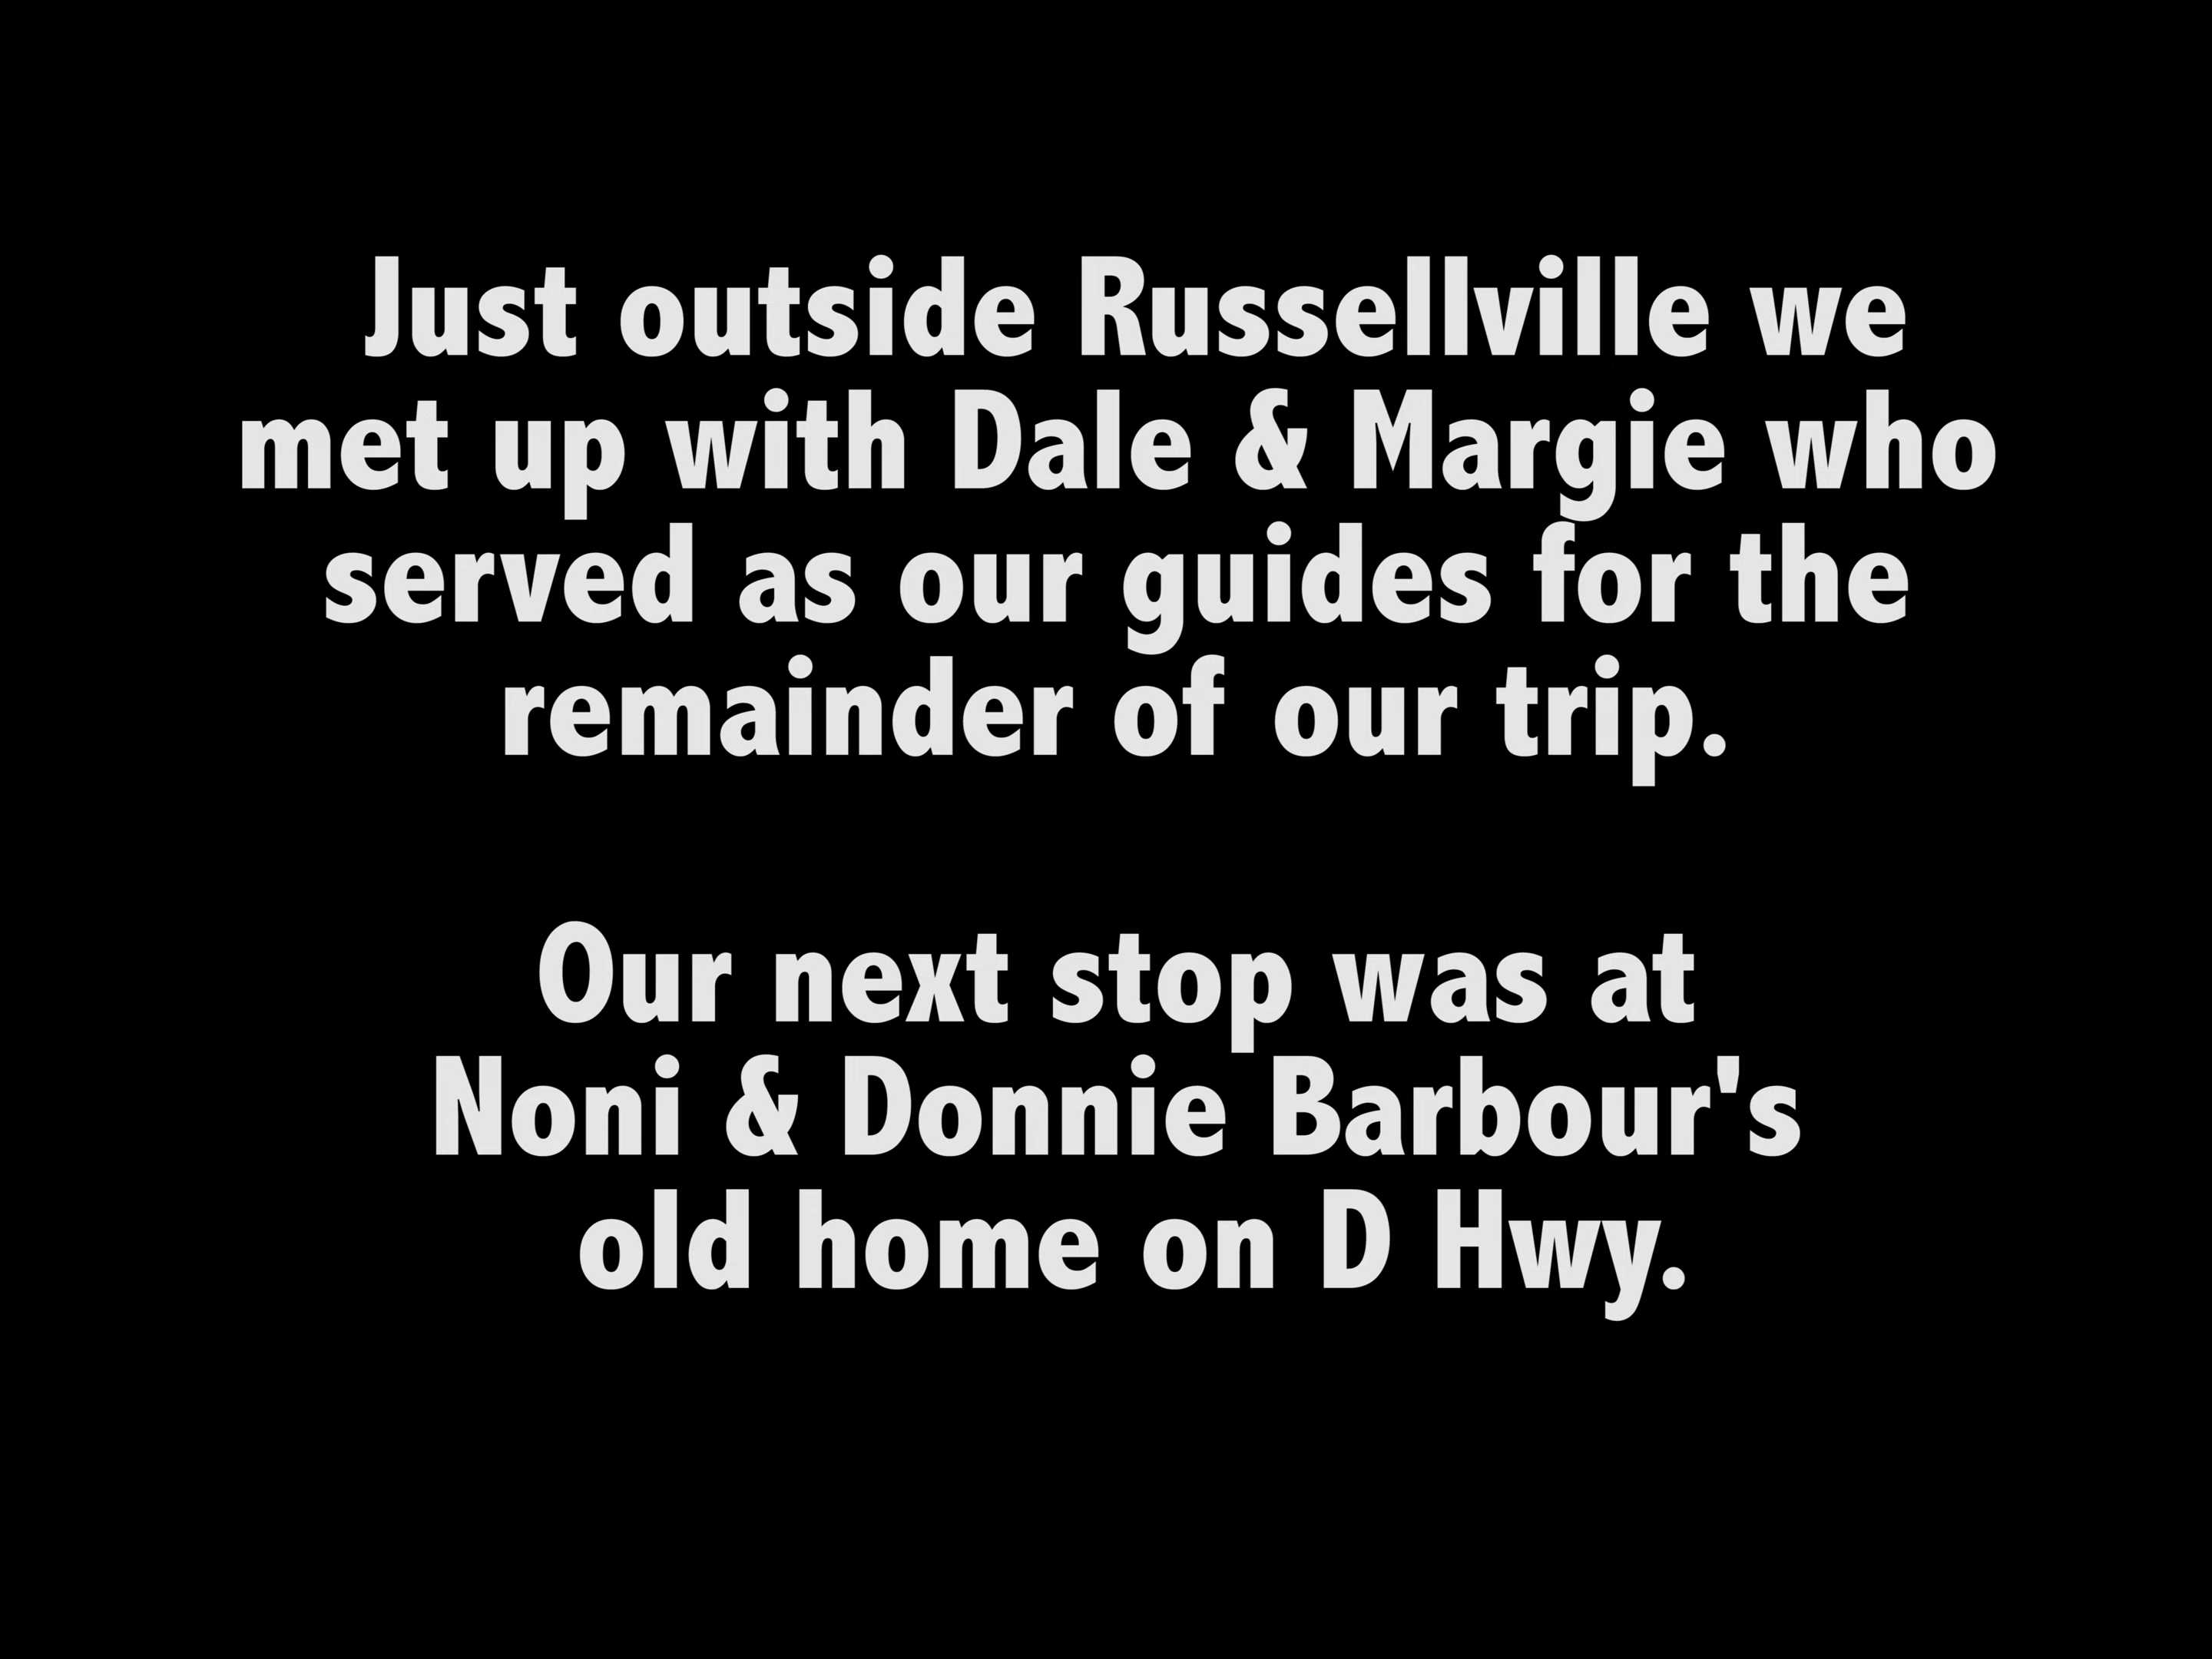 Just outside Russellville we
met up with Dale & Margie who
served as our guides for the
remainder of our trip.
Our next stop was at
Noni & Donnie Barbour's
old home on D Hwy.